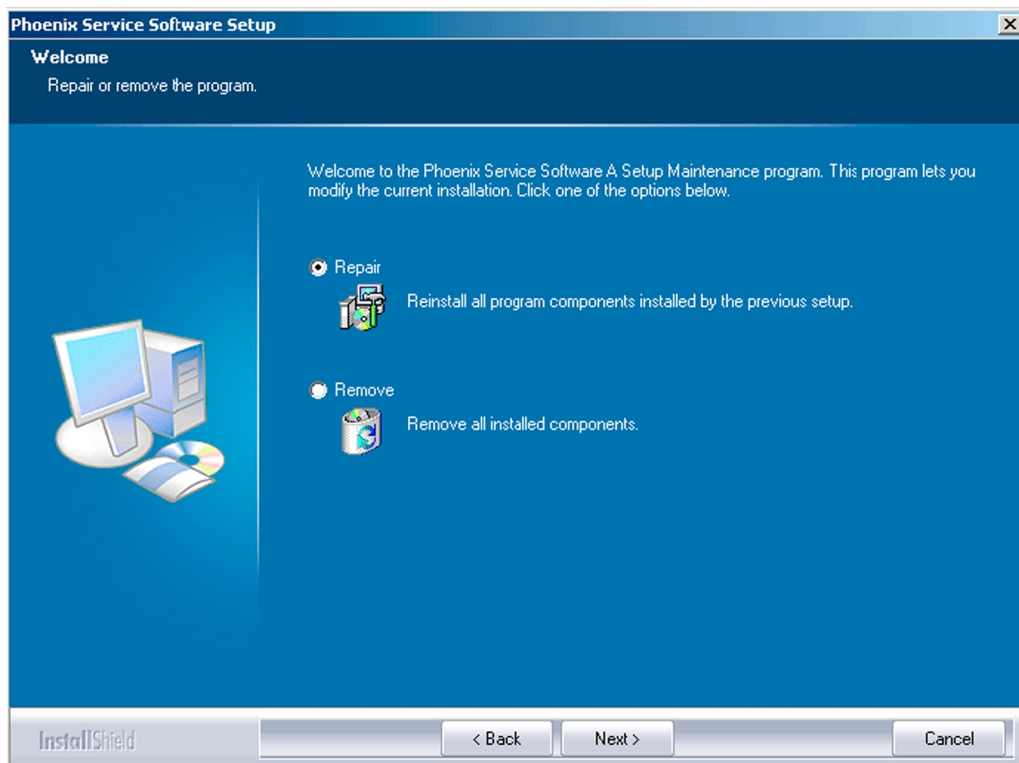 Phoenix Service Software Setup
Welcome
Repair or remove the program.
Welcome to the Phoenix Service Software A Setup Maintenance program. This program lets you
modify the current installation. Click one of the options below.
Repair
Reinstall all program components installed by the previous setup.
Remove
Remove all installed components.
InstallShield
< Back
Next >
Cancel